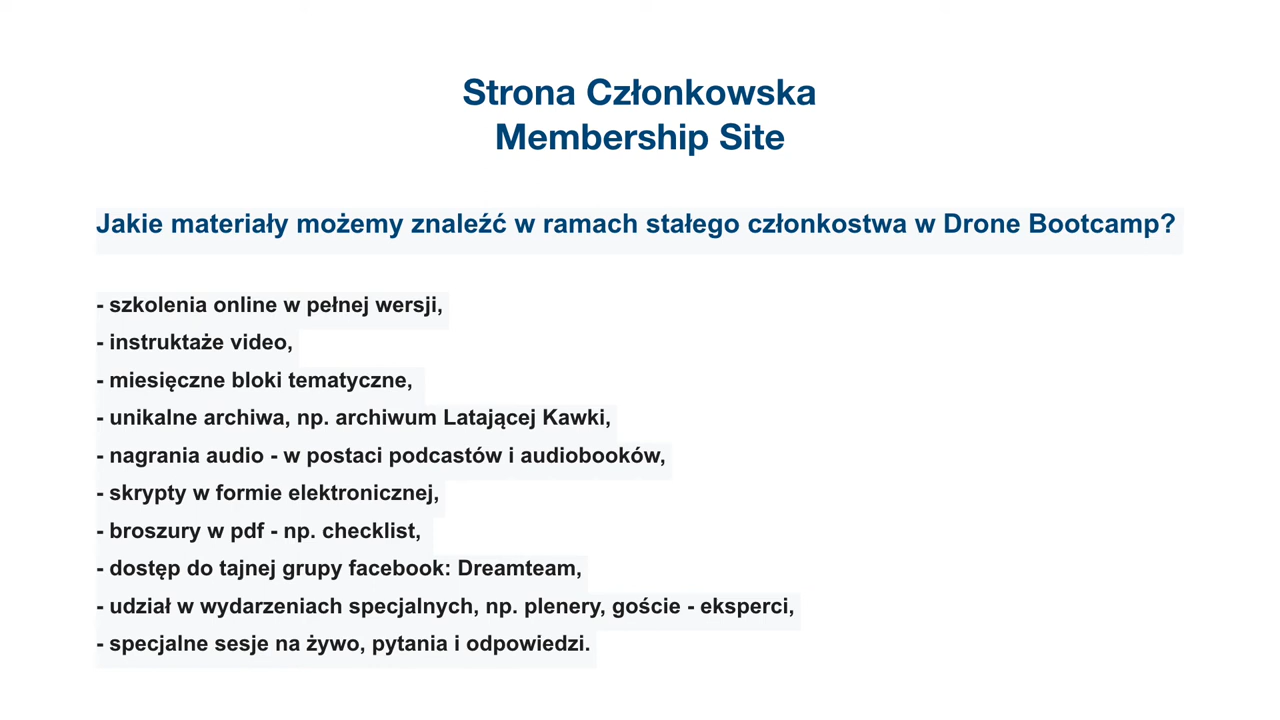 Strona Członkowska
Membership Site
Jakie materiały możemy znaleźć w ramach stałego członkostwa w Drone Bootcamp?
- szkolenia online w pełnej wersji,
- instruktaże video,
- miesięczne bloki tematyczne,
- unikalne archiwa, np. archiwum Latającej Kawki,
- nagrania audio - w postaci podcastów i audiobooków,
- skrypty w formie elektronicznej,
- broszury w pdf - np. checklist,
- dostęp do tajnej grupy facebook: Dreamteam,
- udział w wydarzeniach specjalnych, np. plenery, goście - eksperci,
- specjalne sesje na żywo, pytania i odpowiedzi.